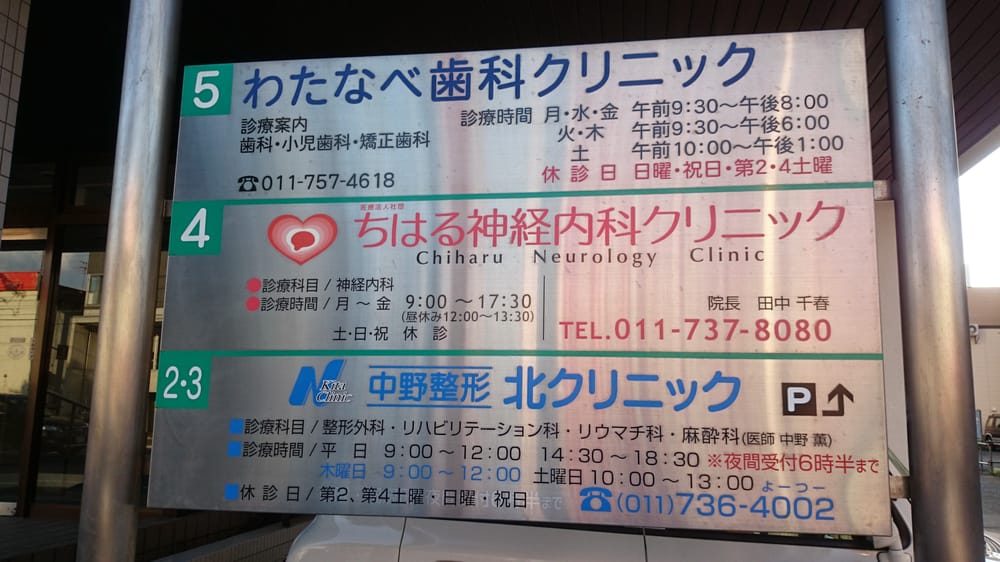 5 わたなべ歯科クリニック
診療案内
歯科・小児歯科・矯正歯科
☎011-757-4618
診療時間 月・水・金 午前9:30〜午後8:00
火・木 午前9:30〜午後6:00
土 午前10:00〜午後1:00
休診日 日曜・祝日・第2・4土曜
4 医療法人社団
ちはる神経内科クリニック
Chiharu Neurology Clinic
●診療科目/神経内科
●診療時間/月〜金 9:00〜17:30
(昼休み12:00〜13:30)
土・日・祝 休診
院長 田中 千春
TEL.011-737-8080
2・3 N Kita Clinic 中野整形 北クリニック P
■診療科目/整形外科・リハビリテーション科・リウマチ科・麻酔科(医師 中野 薫)
■診療時間/平日 9:00〜12:00 14:30〜18:30 ※夜間受付6時半まで
木曜日 9:00〜12:00 土曜日10:00〜13:00
■休診日/第2、第4土曜 日曜 祝日
よーつー
☎(011)736-4002